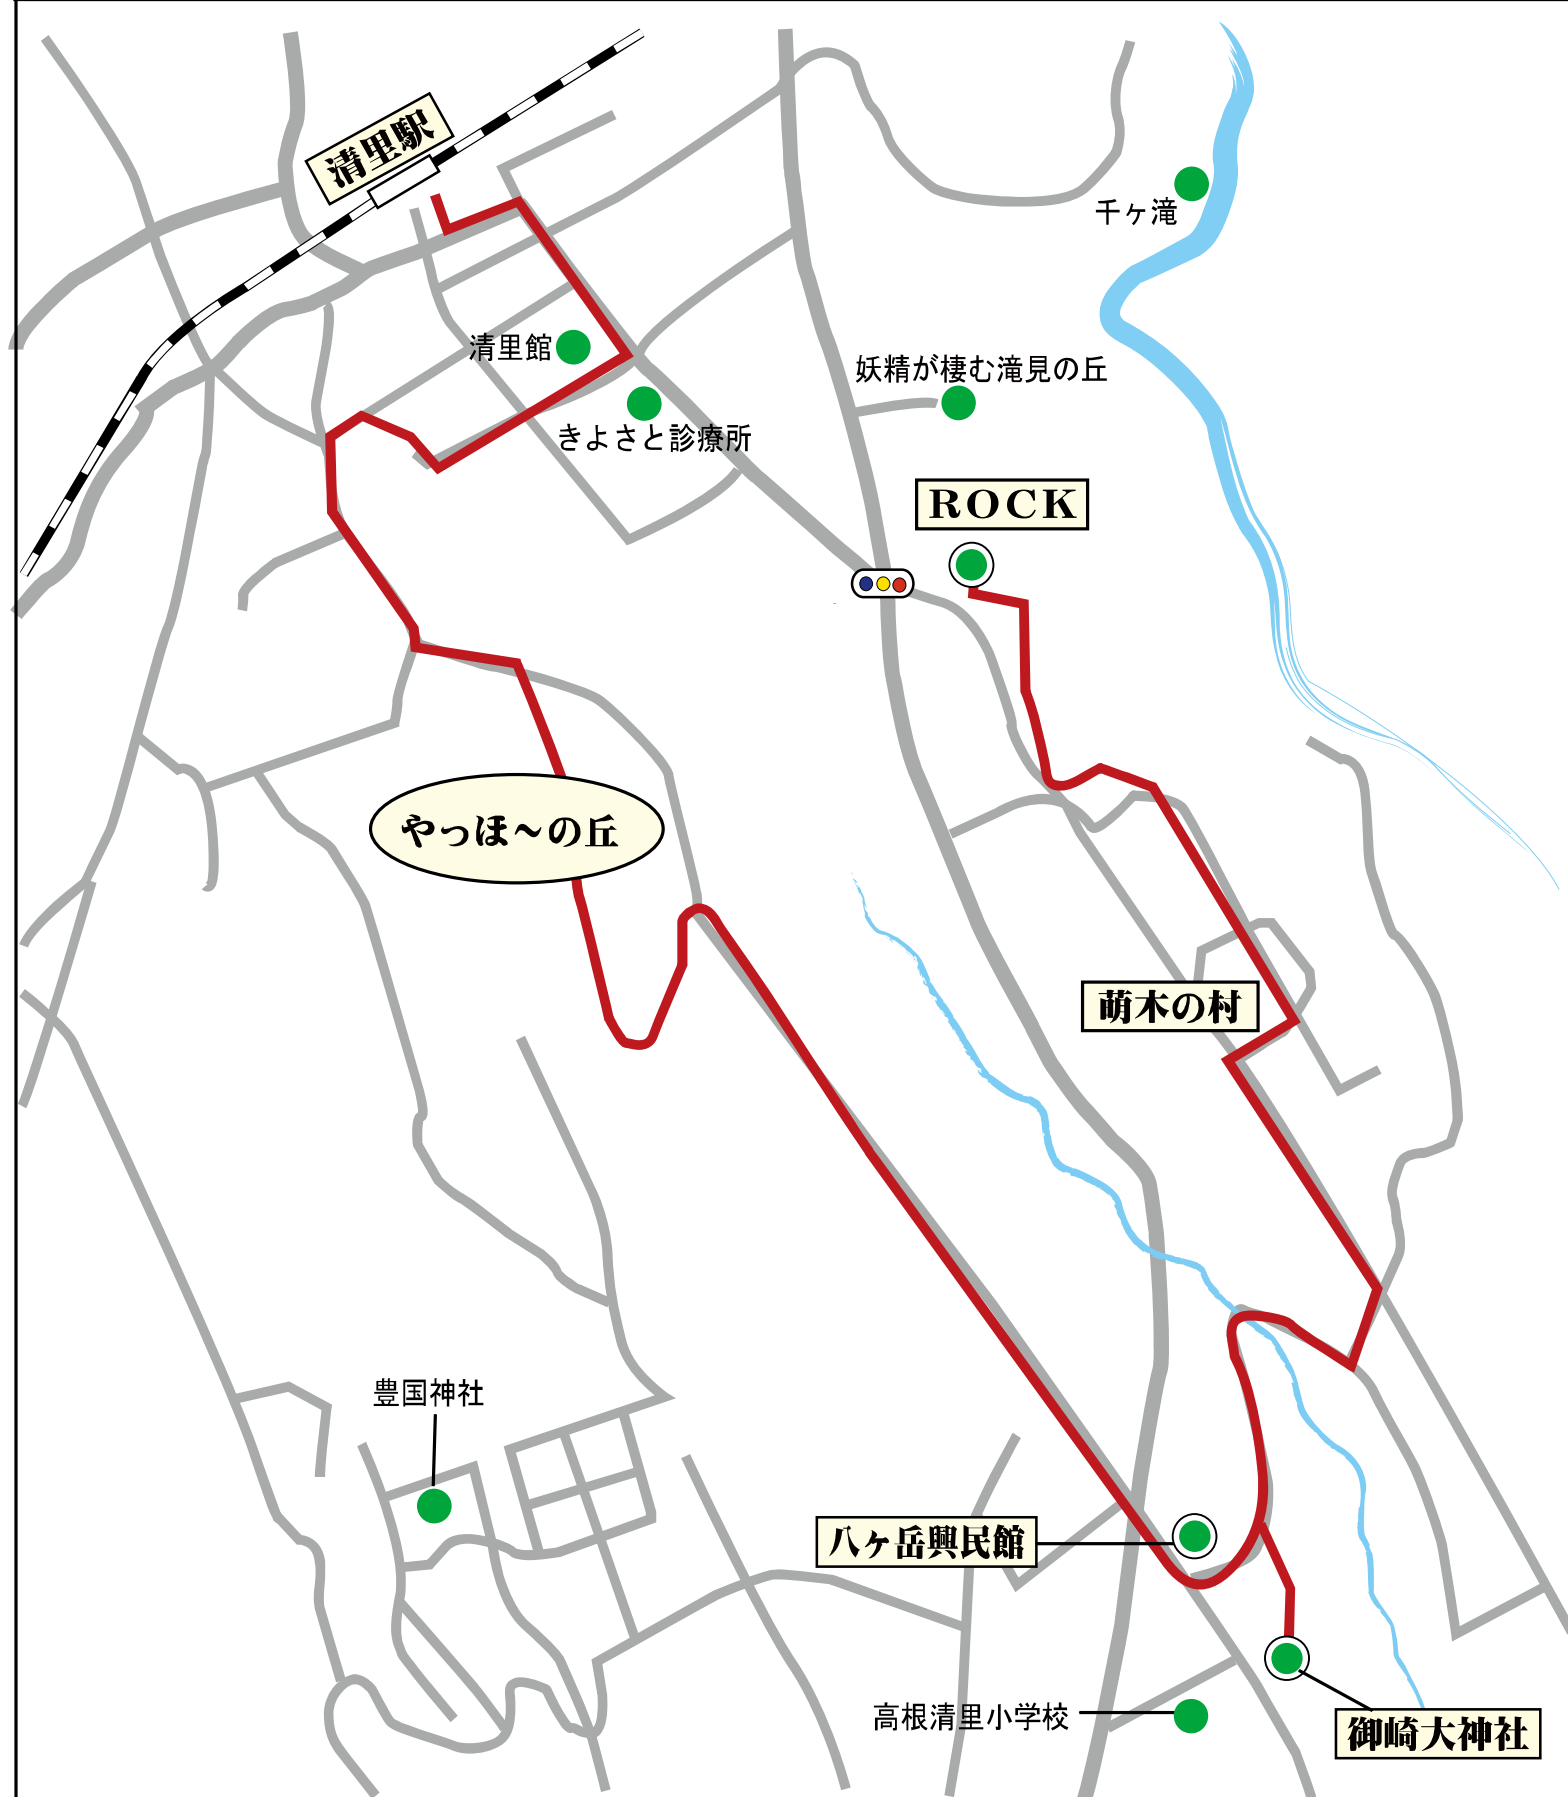 清里駅
千ヶ滝
清里館
妖精が棲む滝見の丘
きよさと診療所
ROCK
やっほ～の丘
萌木の村
豊国神社
八ヶ岳興民館
高根清里小学校
御崎大神社